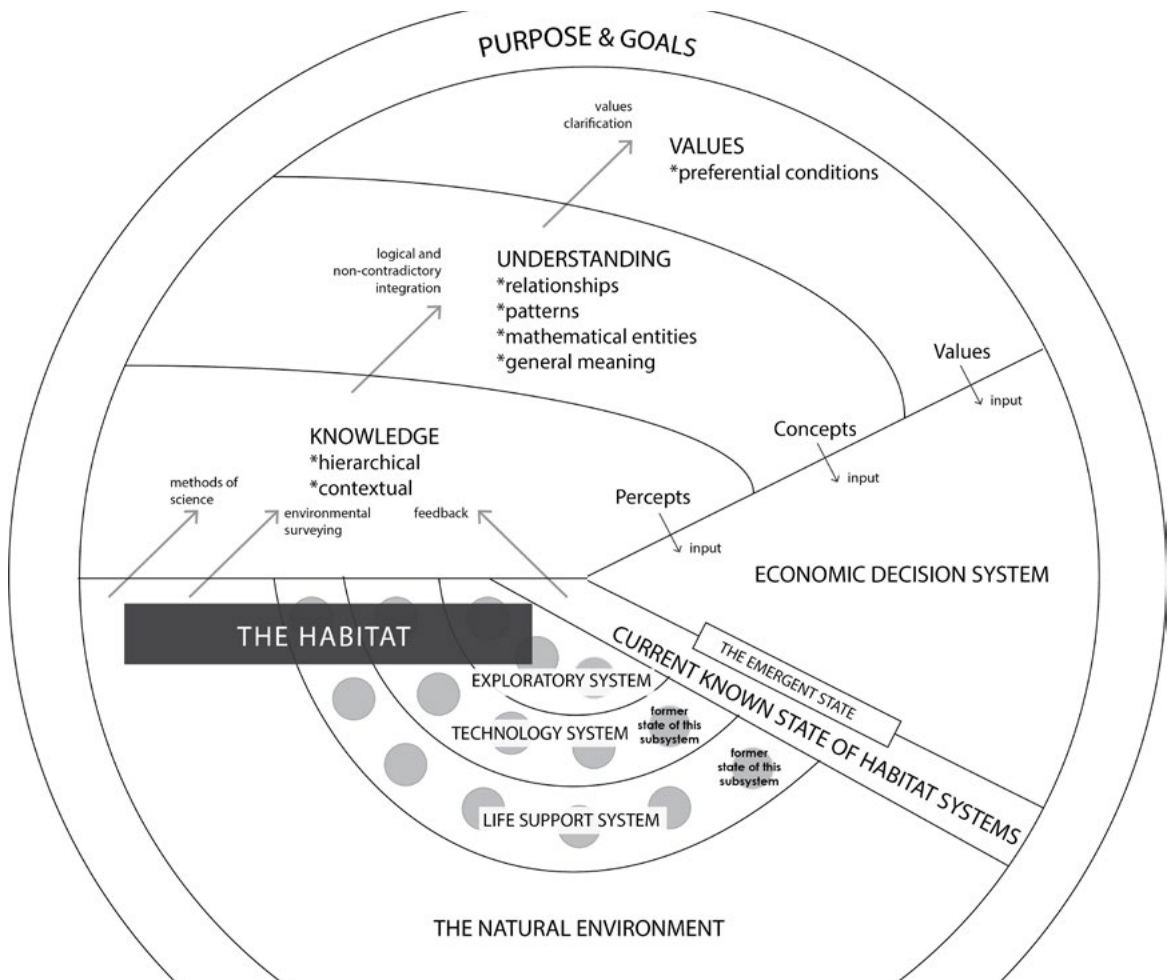 PURPOSE & GOALS
values
clarification
VALUES
*preferential conditions
logical and
non-contradictory
integration
UNDERSTANDING
*relationships
*patterns
*mathematical entities
*general meaning
Values
input
Concepts
input
KNOWLEDGE
*hierarchical
*contextual
methods of
science
environmental
surveying
feedback
Percepts
input
ECONOMIC DECISION SYSTEM
THE HABITAT
THE EMERGENT STATE
CURRENT KNOWN STATE OF HABITAT SYSTEMS
EXPLORATORY SYSTEM
TECHNOLOGY SYSTEM
former
state of this
subsystem
former
state of this
subsystem
LIFE SUPPORT SYSTEM
THE NATURAL ENVIRONMENT